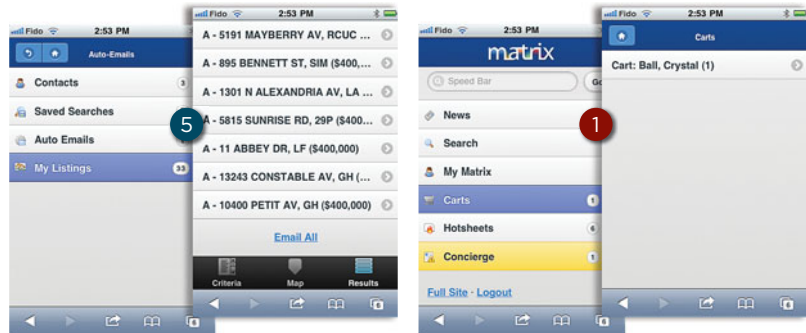 Fido 2:53 PM
Auto-Emails
Contacts 3
Saved Searches
Auto Emails
My Listings 33
5
Fido 2:53 PM
A - 5191 MAYBERRY AV, RCUC ...
A - 895 BENNETT ST, SIM ($400,...
A - 1301 N ALEXANDRIA AV, LA ...
A - 5815 SUNRISE RD, 29P ($400...
A - 11 ABBEY DR, LF ($400,000)
A - 13243 CONSTABLE AV, GH (...
A - 10400 PETIT AV, GH ($400,000)
Email All
Criteria Map Results
6
6
Fido 2:53 PM
matrix
Speed Bar Go
News
Search
My Matrix
Carts 1
Hotsheets 6
Concierge 1
Full Site - Logout
6
1
Fido 2:53 PM
Carts
Cart: Ball, Crystal (1)
6